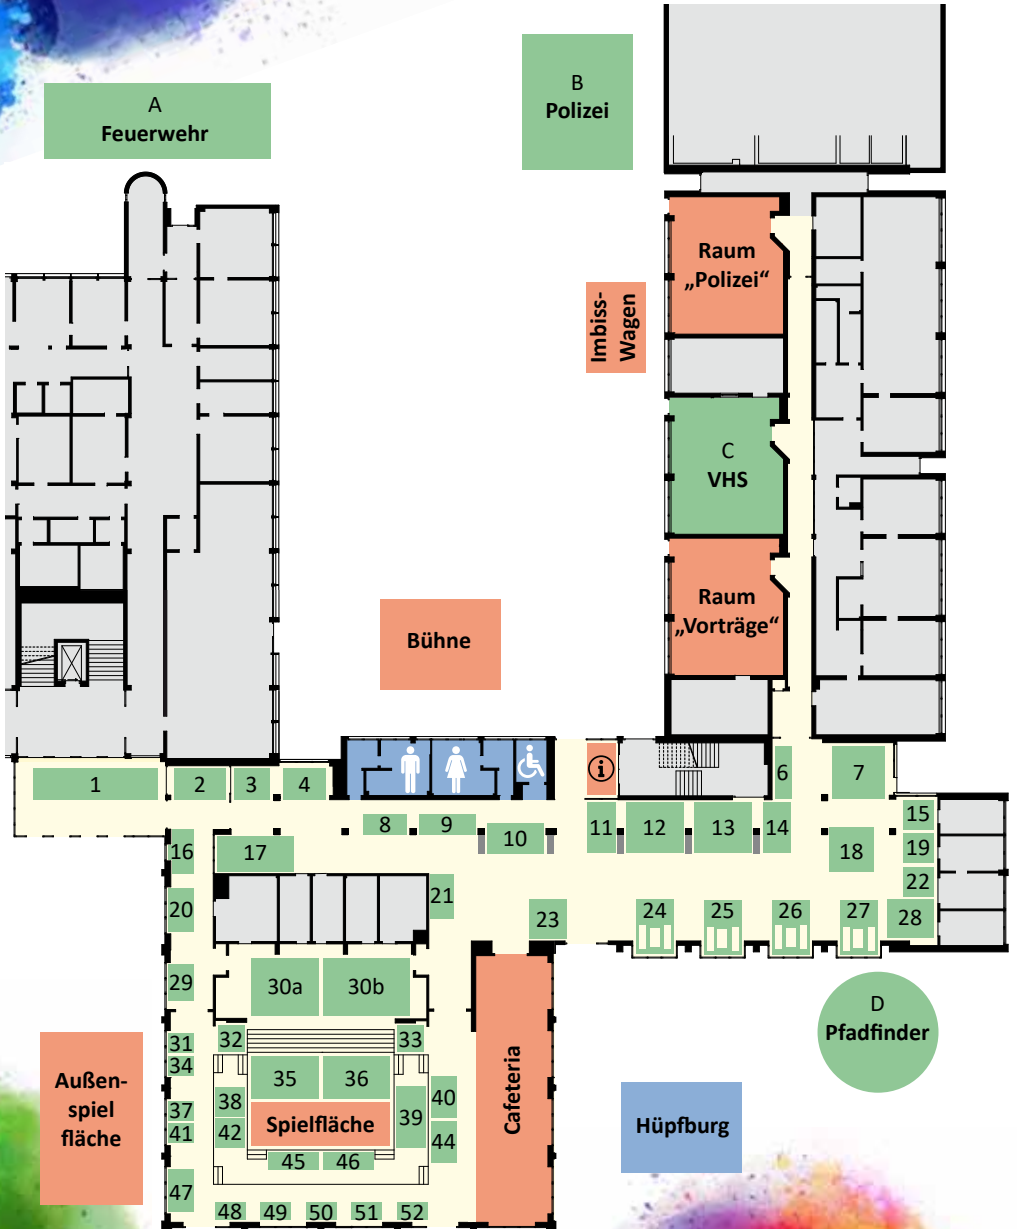 A
Feuerwehr
B
Polizei
Raum
„Polizei“
Imbiss-
Wagen
C
VHS
Raum
„Vorträge“
Bühne
i
1
2
3
4
6
7
8
9
10
11
12
13
14
15
16
17
18
19
20
21
22
23
24
25
26
27
28
29
30a
30b
D
Pfadfinder
31
32
33
34
35
36
37
38
39
40
41
42
44
Spielfläche
45
46
47
48
49
50
51
52
Außen-
spiel
fläche
Cafeteria
Hüpfburg